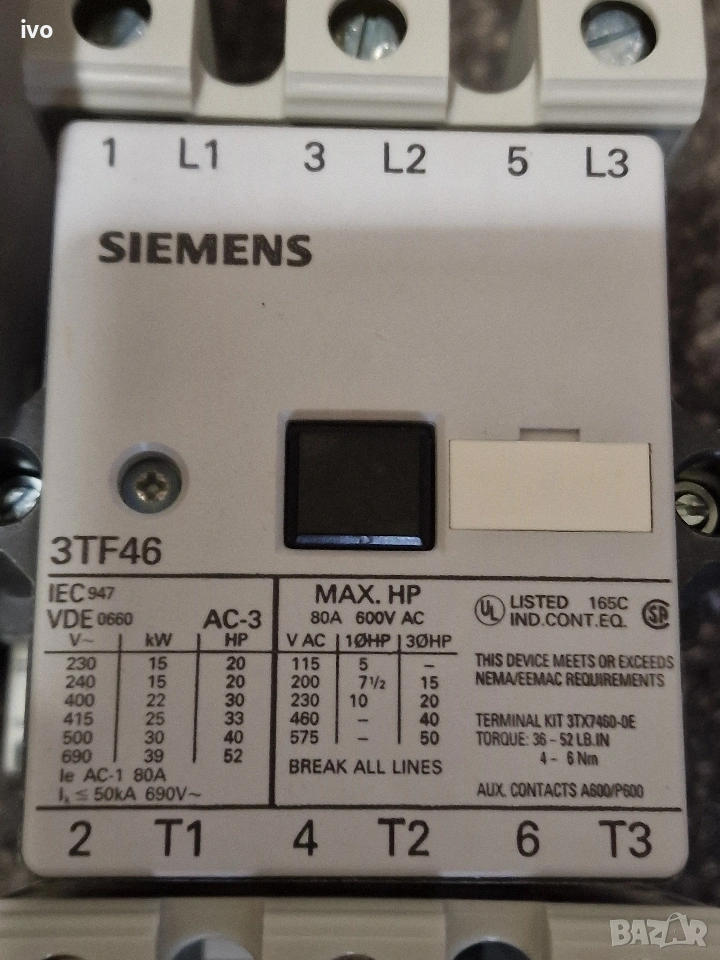 ivo
1 L1 3 L2 5 L3
SIEMENS
3TF46
IEC 947
VDE 0660 AC-3
V~ kW HP
230 15 20
240 15 20
400 22 30
415 25 33
500 30 40
690 39 52
Ie AC-1 80A
≤ 50kA 690V~
MAX. HP
80A 600V AC
V AC 1ØHP 3ØHP
115 5 –
200 7 1/2 15
230 10 20
460 – 40
575 – 50
BREAK ALL LINES
UL LISTED 165C
IND.CONT.EQ.
THIS DEVICE MEETS OR EXCEEDS
NEMA/EEMAC REQUIREMENTS
TERMINAL KIT 3TX7460-0E
TORQUE: 36 – 52 LB.IN
4 – 6 Nm
AUX. CONTACTS A600/P600
2 T1 4 T2 6 T3
BAZAR